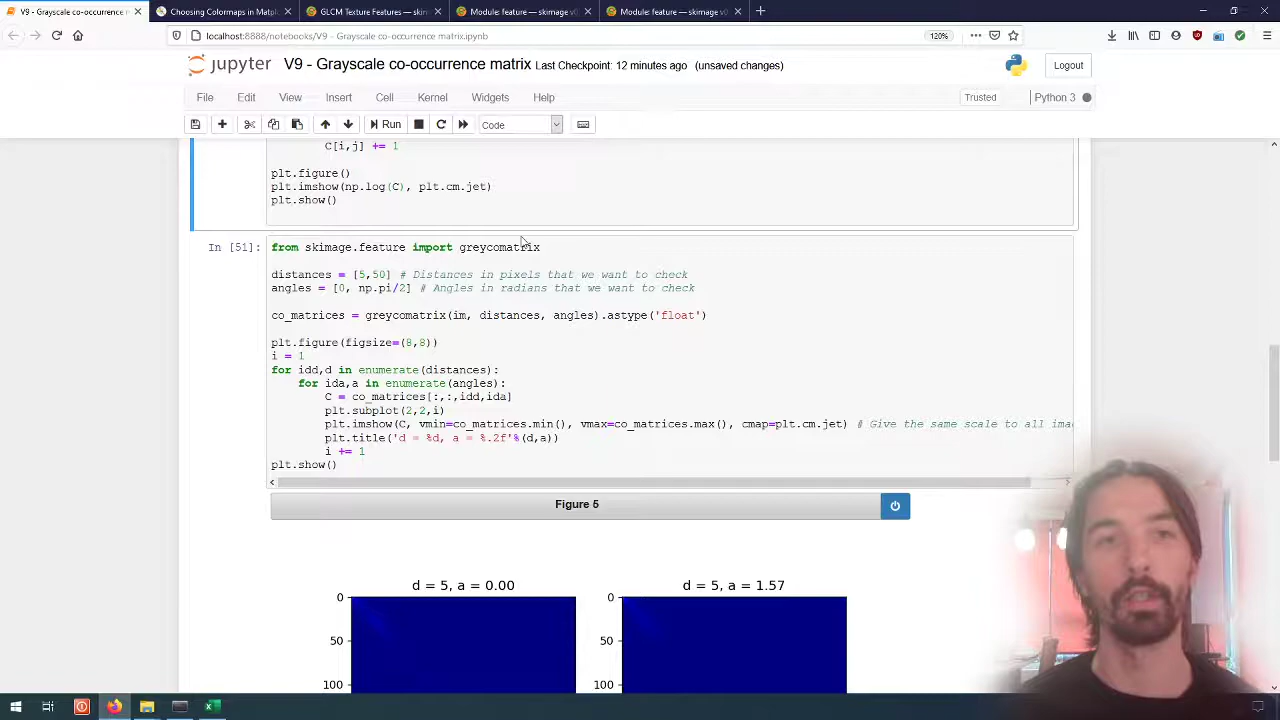 V9 - Grayscale co-occurrence m
Choosing Colormaps in Matpl
GLCM Texture Features — skim
Module: feature — skimage v0
Module: feature — skimage v0
localhost:8888/notebooks/V9 - Grayscale co-occurrence matrix.ipynb
120%
jupyter V9 - Grayscale co-occurrence matrix Last Checkpoint: 12 minutes ago (unsaved changes)
Logout
File Edit View Insert Cell Kernel Widgets Help
Trusted
Python 3
Run
Code
C[i,j] += 1
plt.figure()
plt.imshow(np.log(C), plt.cm.jet)
plt.show()
In [51]:
from skimage.feature import greycomatrix
distances = [5,50] # Distances in pixels that we want to check
angles = [0, np.pi/2] # Angles in radians that we want to check
co_matrices = greycomatrix(im, distances, angles).astype('float')
plt.figure(figsize=(8,8))
i = 1
for idd,d in enumerate(distances):
for ida,a in enumerate(angles):
C = co_matrices[:,:,idd,ida]
plt.subplot(2,2,i)
plt.imshow(C, vmin=co_matrices.min(), vmax=co_matrices.max(), cmap=plt.cm.jet) # Give the same scale to all ima
plt.title('d = %d, a = %.2f'%(d,a))
i += 1
plt.show()
Figure 5
d = 5, a = 0.00
d = 5, a = 1.57
0
50
100
0
50
100